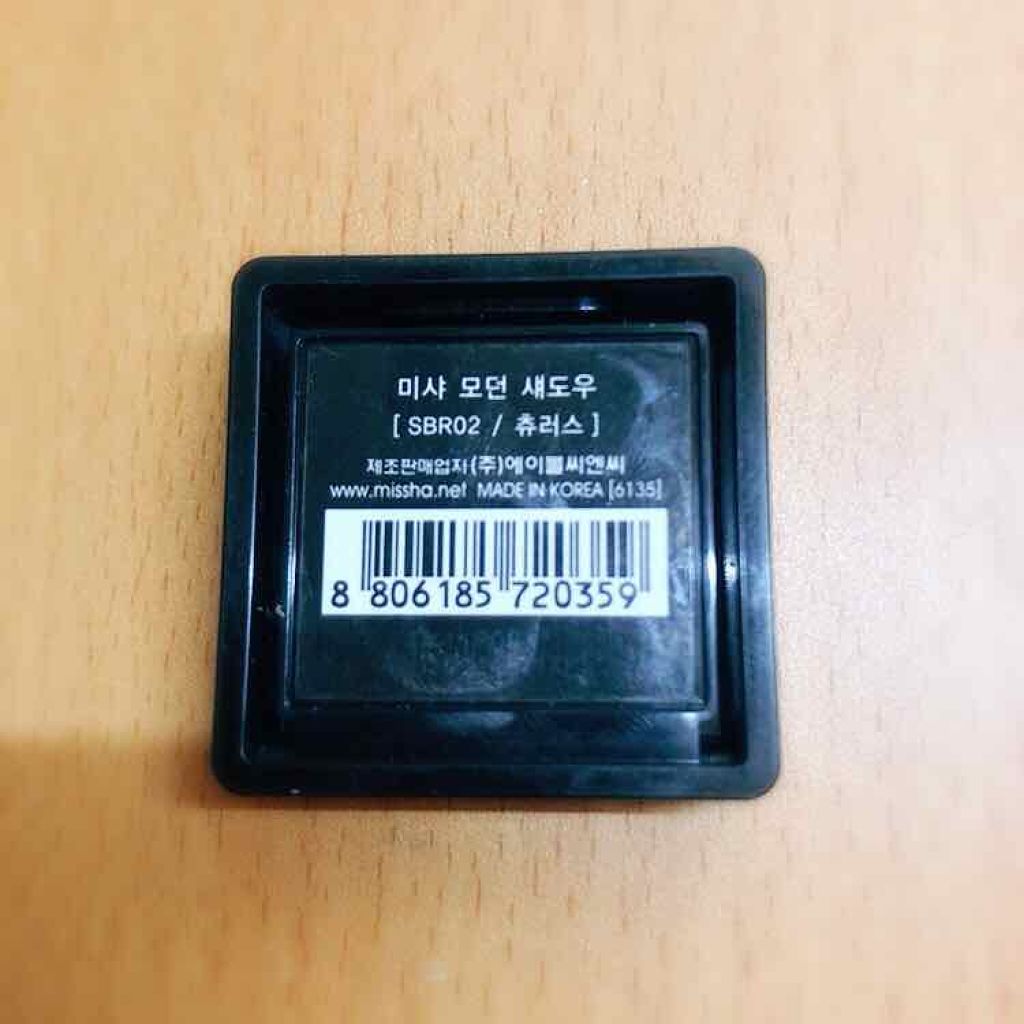 미샤 모던 섀도우
[ SBR02 / 츄러스 ]
제조판매업자(주)에이블씨엔씨
www.missha.net MADE IN KOREA [6135]
8 806185 720359